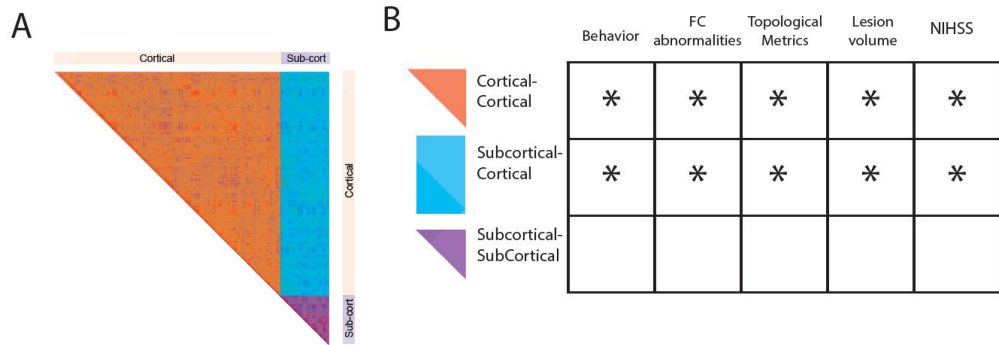 A
Cortical
Sub-cort
Cortical
Sub-cort
B
Behavior
FC
abnormalities
Topological
Metrics
Lesion
volume
NIHSS
Cortical-
Cortical
* * * * *
Subcortical-
Cortical
* * * * *
Subcortical-
SubCortical